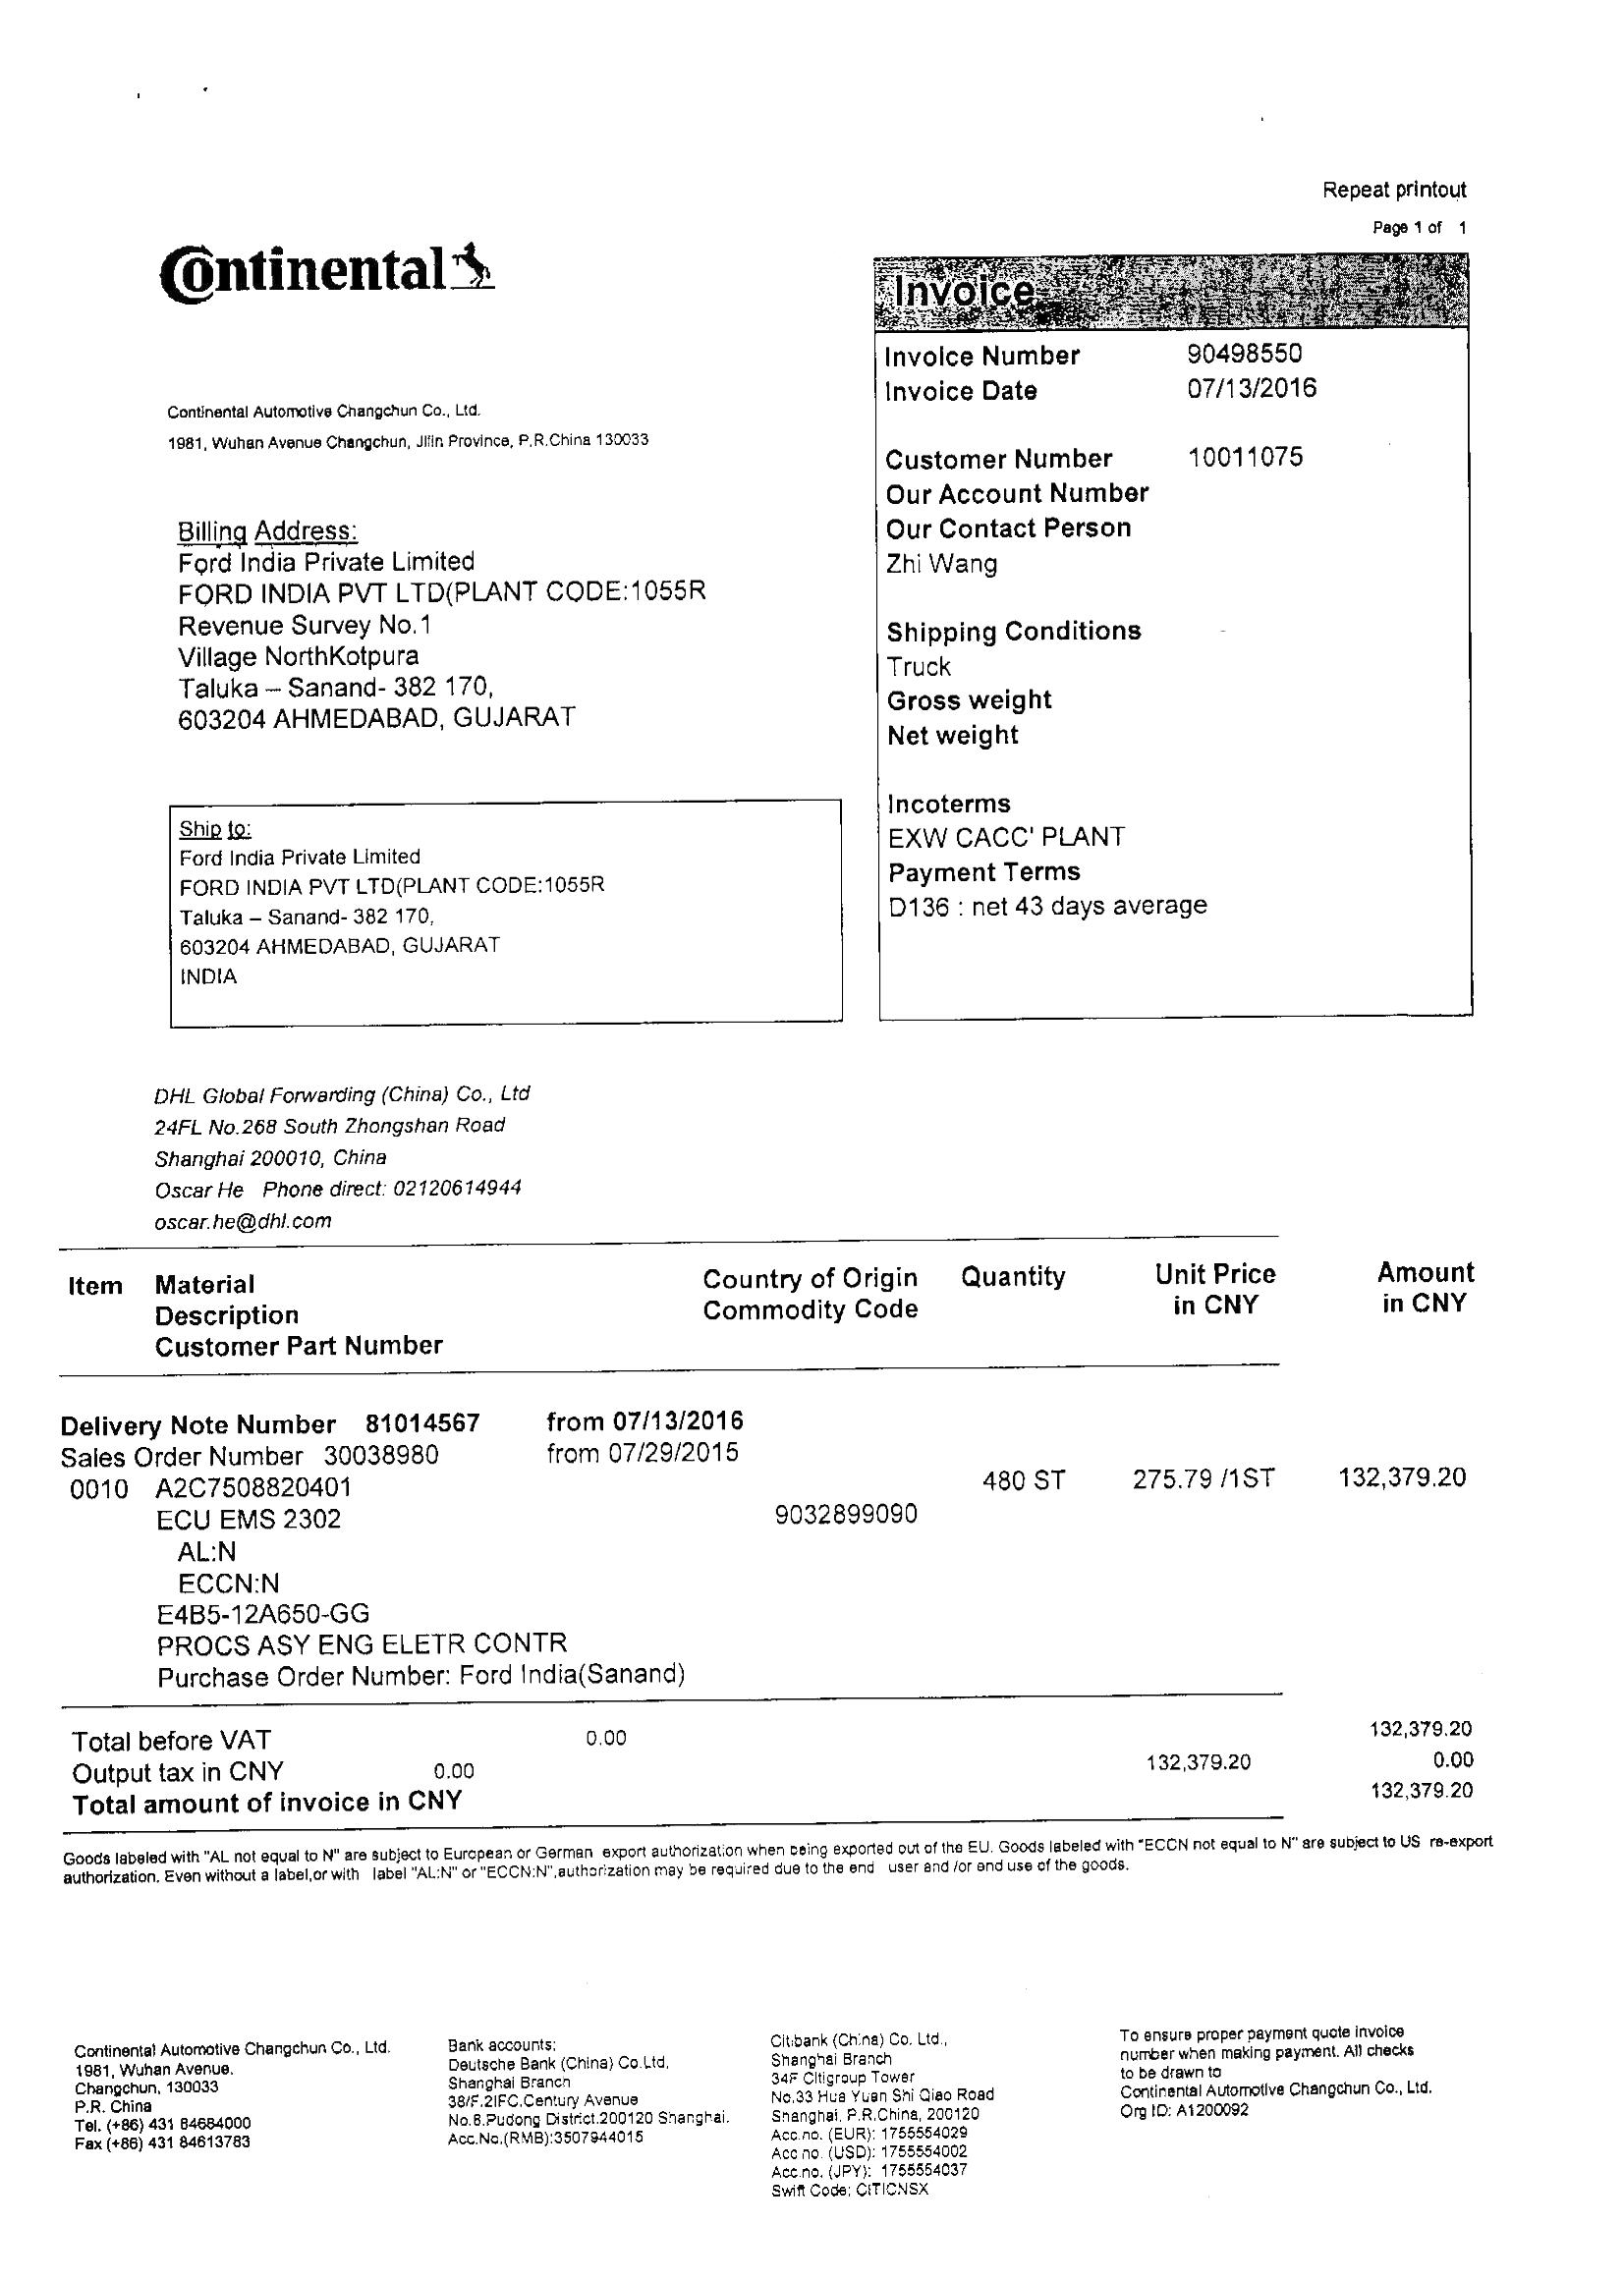 Repeat printout
Page 1 of 1
Continental
Invoice
Invoice Number 90498550
Invoice Date 07/13/2016
Continental Automotive Changchun Co., Ltd.
1981, Wuhan Avenue Changchun, Jilin Province, P.R.China 130033
Customer Number 10011075
Our Account Number
Our Contact Person
Zhi Wang
Billing Address:
Ford India Private Limited
FORD INDIA PVT LTD(PLANT CODE:1055R
Revenue Survey No.1
Village NorthKotpura
Taluka – Sanand- 382 170,
603204 AHMEDABAD, GUJARAT
Shipping Conditions
Truck
Gross weight
Net weight
Incoterms
EXW CACC' PLANT
Payment Terms
D136 : net 43 days average
Ship to:
Ford India Private Limited
FORD INDIA PVT LTD(PLANT CODE:1055R
Taluka – Sanand- 382 170,
603204 AHMEDABAD, GUJARAT
INDIA
DHL Global Forwarding (China) Co., Ltd
24FL No.268 South Zhongshan Road
Shanghai 200010, China
Oscar He Phone direct: 02120614944
oscar.he@dhl.com
Item Material Country of Origin Quantity Unit Price Amount
Description Commodity Code in CNY in CNY
Customer Part Number
Delivery Note Number 81014567 from 07/13/2016
Sales Order Number 30038980 from 07/29/2015
0010 A2C7508820401 480 ST 275.79 /1ST 132,379.20
ECU EMS 2302 9032899090
AL:N
ECCN:N
E4B5-12A650-GG
PROCS ASY ENG ELETR CONTR
Purchase Order Number: Ford India(Sanand)
Total before VAT 0.00 132,379.20
Output tax in CNY 0.00 132,379.20 0.00
Total amount of invoice in CNY 132,379.20
Goods labeled with "AL not equal to N" are subject to European or German export authorization when being exported out of the EU. Goods labeled with "ECCN not equal to N" are subject to US re-export
authorization. Even without a label,or with label "AL:N" or "ECCN:N",authorization may be required due to the end user and /or end use of the goods.
Continental Automotive Changchun Co., Ltd.
1981, Wuhan Avenue.
Changchun, 130033
P.R. China
Tel. (+86) 431 84684000
Fax (+86) 431 84613783
Bank accounts:
Deutsche Bank (China) Co.Ltd.
Shanghai Branch
38/F.2IFC.Century Avenue
No.8.Pudong District.200120 Shanghai.
Acc.No.(RMB):3507944015
Citibank (China) Co. Ltd.,
Shanghai Branch
34F Citigroup Tower
No.33 Hua Yuan Shi Qiao Road
Shanghai, P.R.China, 200120
Acc.no. (EUR): 1755554029
Acc no. (USD): 1755554002
Acc.no. (JPY): 1755554037
Swift Code: CITICNSX
To ensure proper payment quote invoice
number when making payment. All checks
to be drawn to
Continental Automotive Changchun Co., Ltd.
Org ID: A1200092